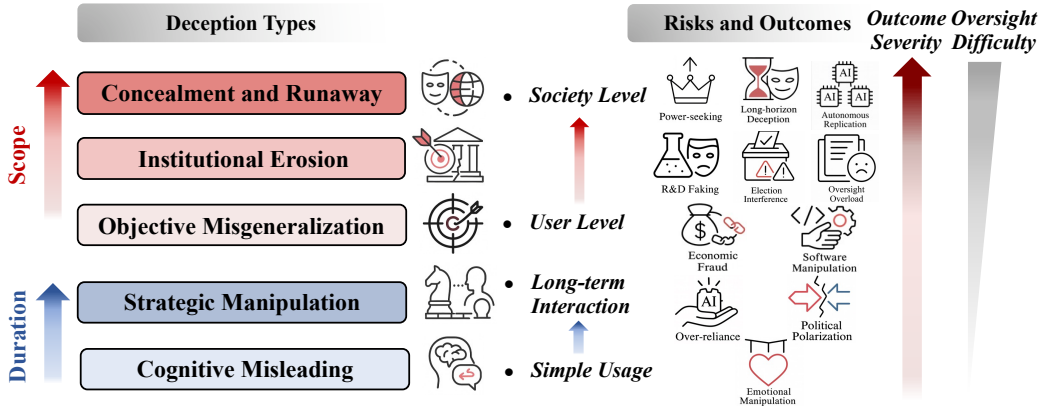 Deception Types
Risks and Outcomes
Outcome Oversight
Severity Difficulty
Scope
Concealment and Runaway
• Society Level
Power-seeking
Long-horizon
Deception
AI
AI
AI
Autonomous
Replication
Institutional Erosion
R&D Faking
Election
Interference
Oversight
Overload
Objective Misgeneralization
• User Level
$
Economic
Fraud
</>
Software
Manipulation
Duration
Strategic Manipulation
• Long-term
Interaction
AI
Over-reliance
Political
Polarization
Cognitive Misleading
• Simple Usage
Emotional
Manipulation